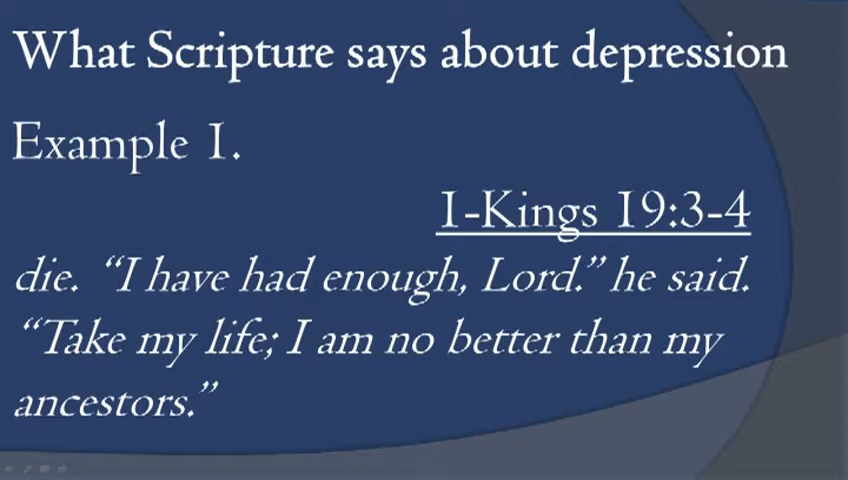 What Scripture says about depression
Example 1.
1-Kings 19:3-4
die. “I have had enough, Lord.” he said.
“Take my life; I am no better than my
ancestors.”